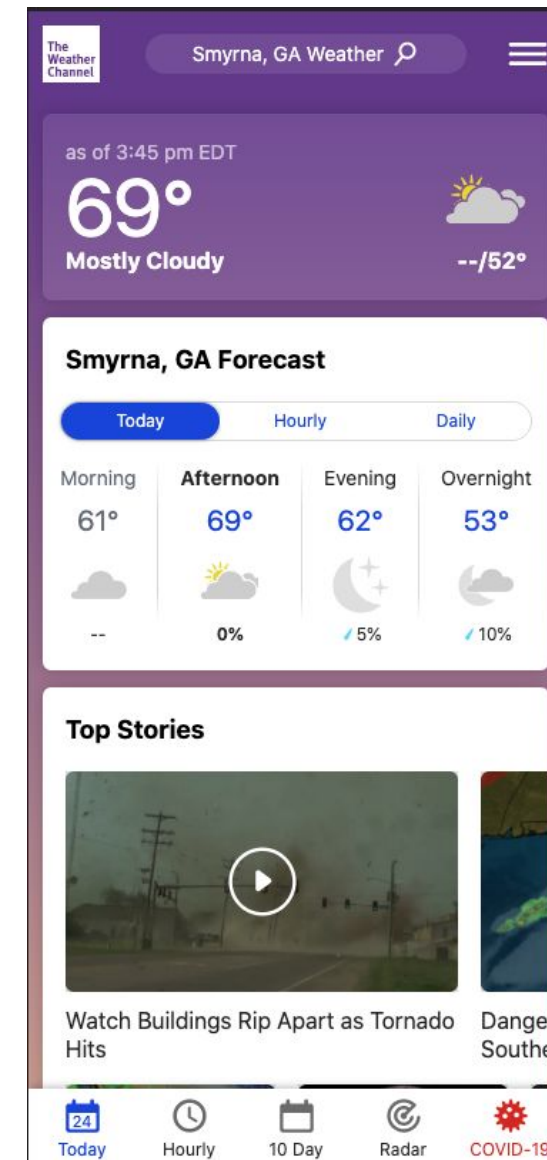 The
Weather
Channel
Smyrna, GA Weather
as of 3:45 pm EDT
69°
Mostly Cloudy
--/52°
Smyrna, GA Forecast
Today Hourly Daily
Morning Afternoon Evening Overnight
61° 69° 62° 53°
-- 0% 5% 10%
Top Stories
Watch Buildings Rip Apart as Tornado
Hits
Dange
Southe
24
Today Hourly 10 Day Radar COVID-19